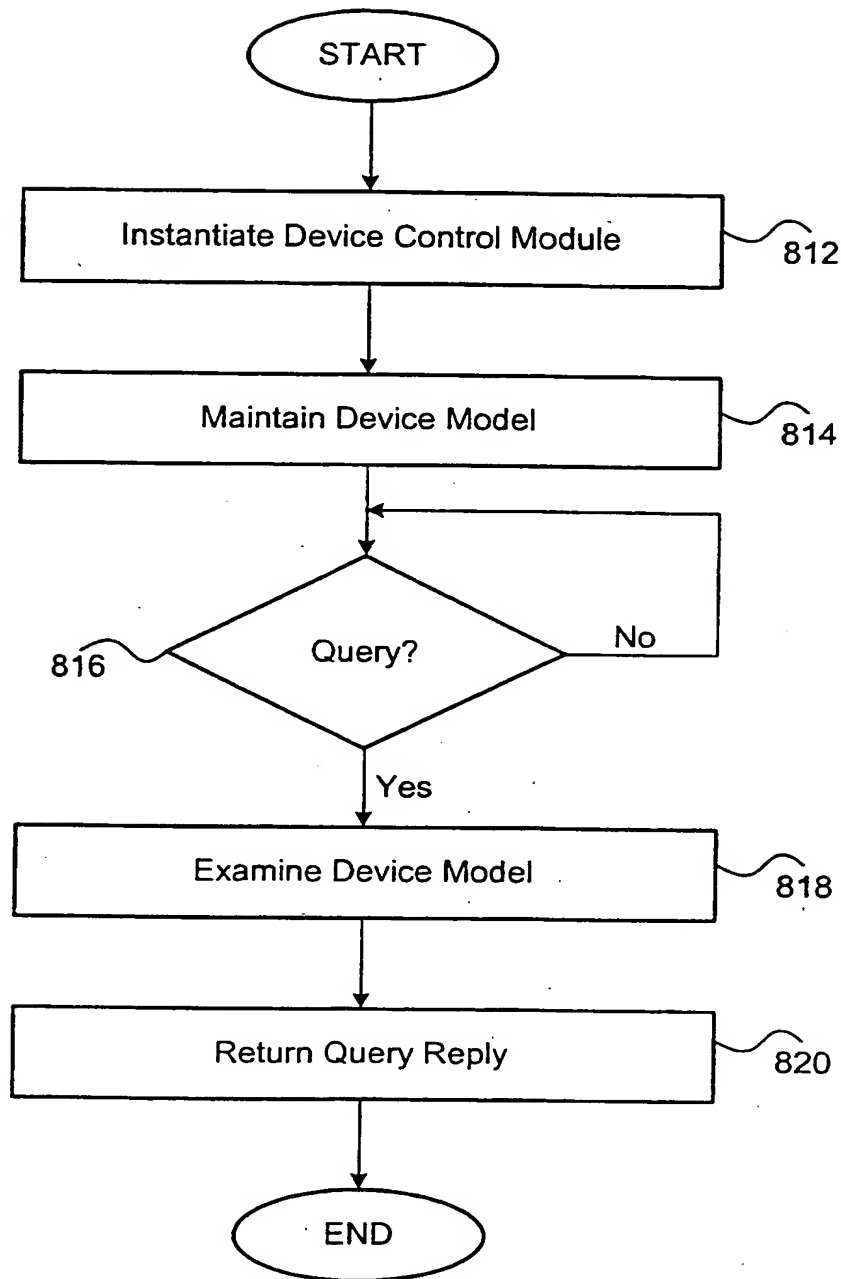 START
Instantiate Device Control Module
812
Maintain Device Model
814
Query?
No
816
Yes
Examine Device Model
818
Return Query Reply
820
END